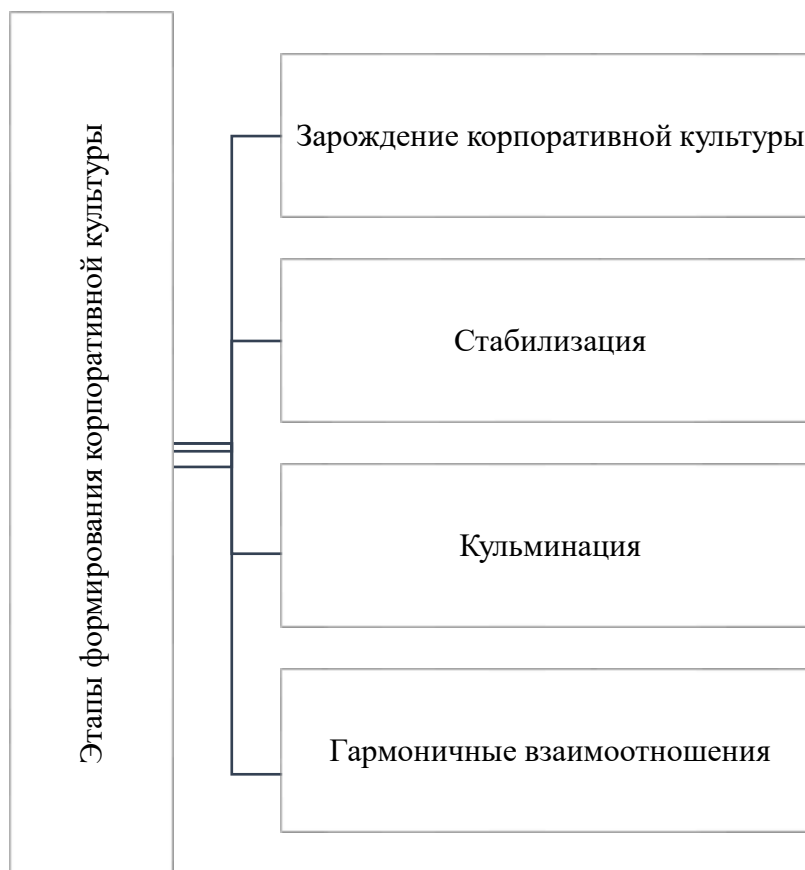 Этапы формирования корпоративной культуры
Зарождение корпоративной культуры
Стабилизация
Кульминация
Гармоничные взаимоотношения